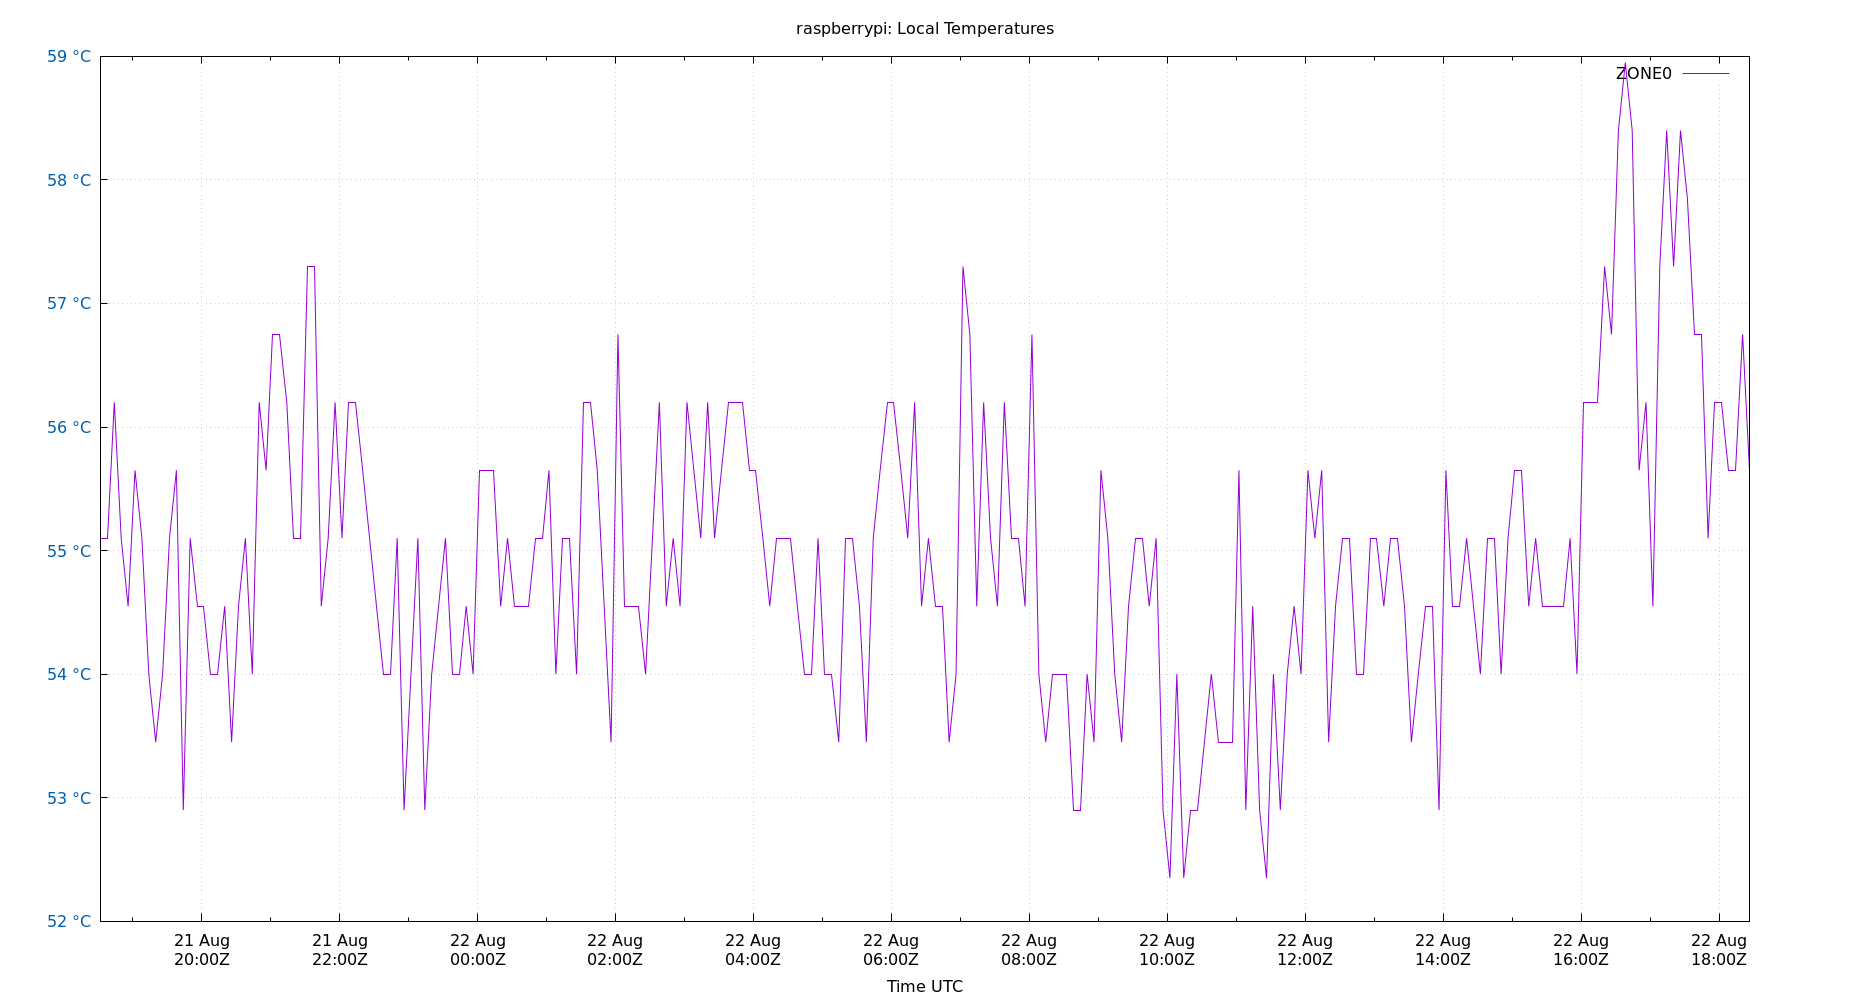 raspberrypi: Local Temperatures
59 °C
ZONE0
58 °C
57 °C
56 °C
55 °C
54 °C
53 °C
52 °C
21 Aug 21 Aug 22 Aug 22 Aug 22 Aug 22 Aug 22 Aug 22 Aug 22 Aug 22 Aug 22 Aug 22 Aug
20:00Z 22:00Z 00:00Z 02:00Z 04:00Z 06:00Z 08:00Z 10:00Z 12:00Z 14:00Z 16:00Z 18:00Z
Time UTC